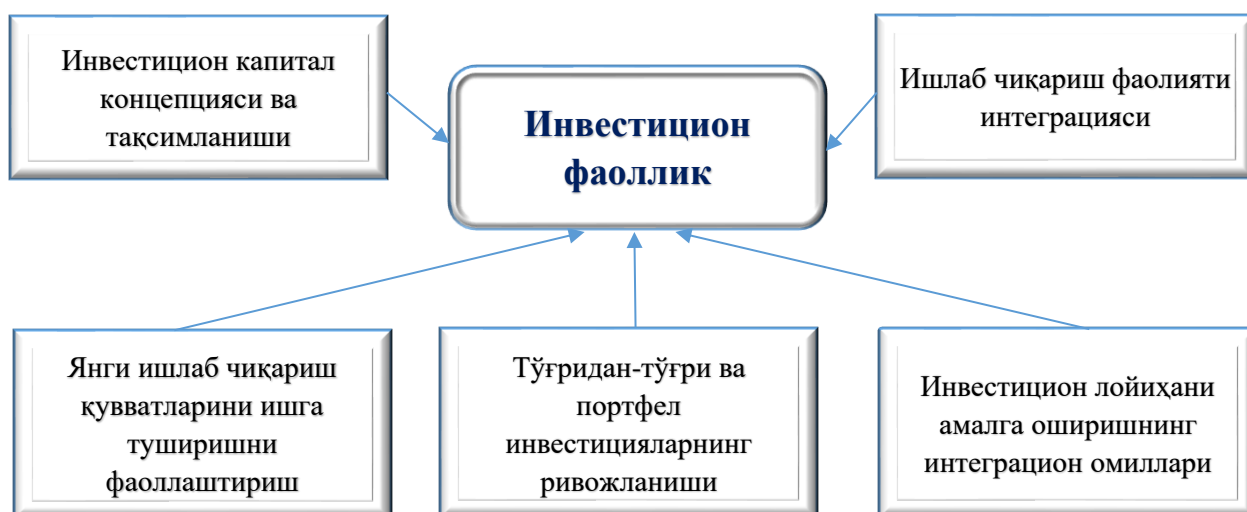 Инвестицион капитал
концепцияси ва
тақсимланиши
Инвестицион
фаоллик
Ишлаб чиқариш фаолияти
интеграцияси
Янги ишлаб чиқариш
қувватларини ишга
туширишни
фаоллаштириш
Тўғридан-тўғри ва
портфел
инвестицияларнинг
ривожланиши
Инвестицион лойиҳани
амалга оширишнинг
интеграцион омиллари